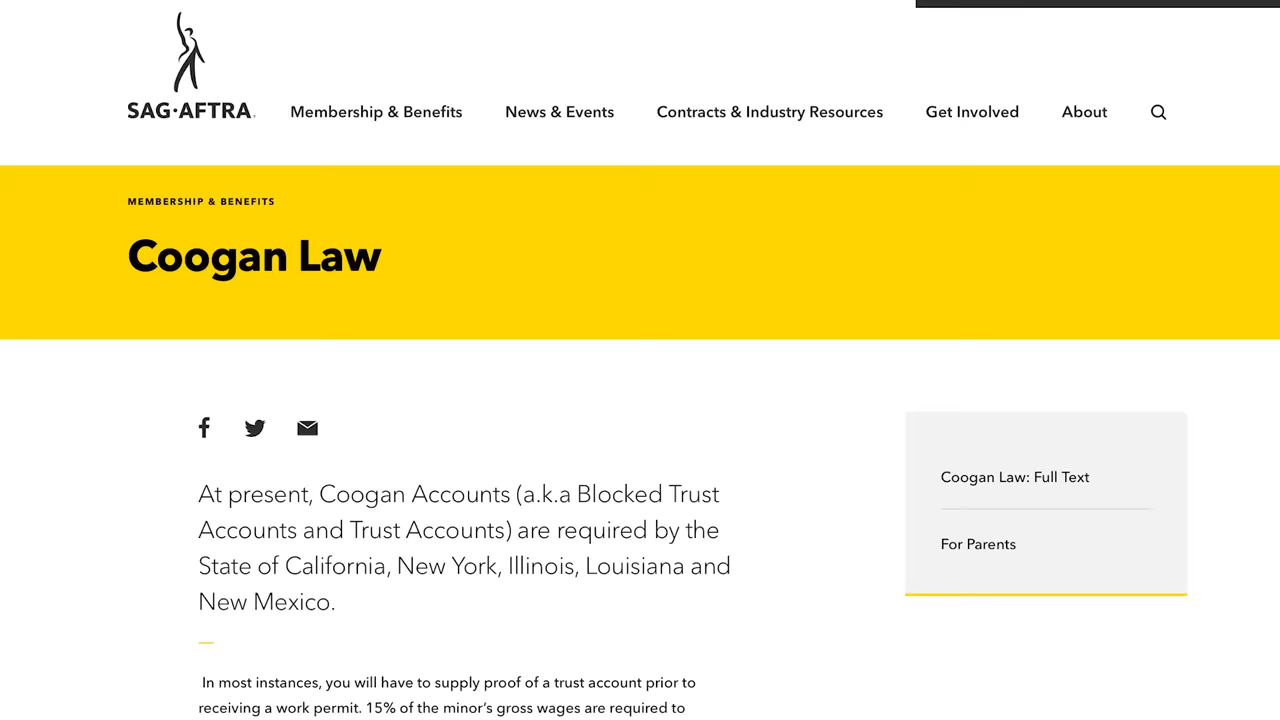 SAG·AFTRA.
Membership & Benefits
News & Events
Contracts & Industry Resources
Get Involved
About
MEMBERSHIP & BENEFITS
Coogan Law
At present, Coogan Accounts (a.k.a Blocked Trust
Accounts and Trust Accounts) are required by the
State of California, New York, Illinois, Louisiana and
New Mexico.
In most instances, you will have to supply proof of a trust account prior to
receiving a work permit. 15% of the minor’s gross wages are required to
Coogan Law: Full Text
For Parents